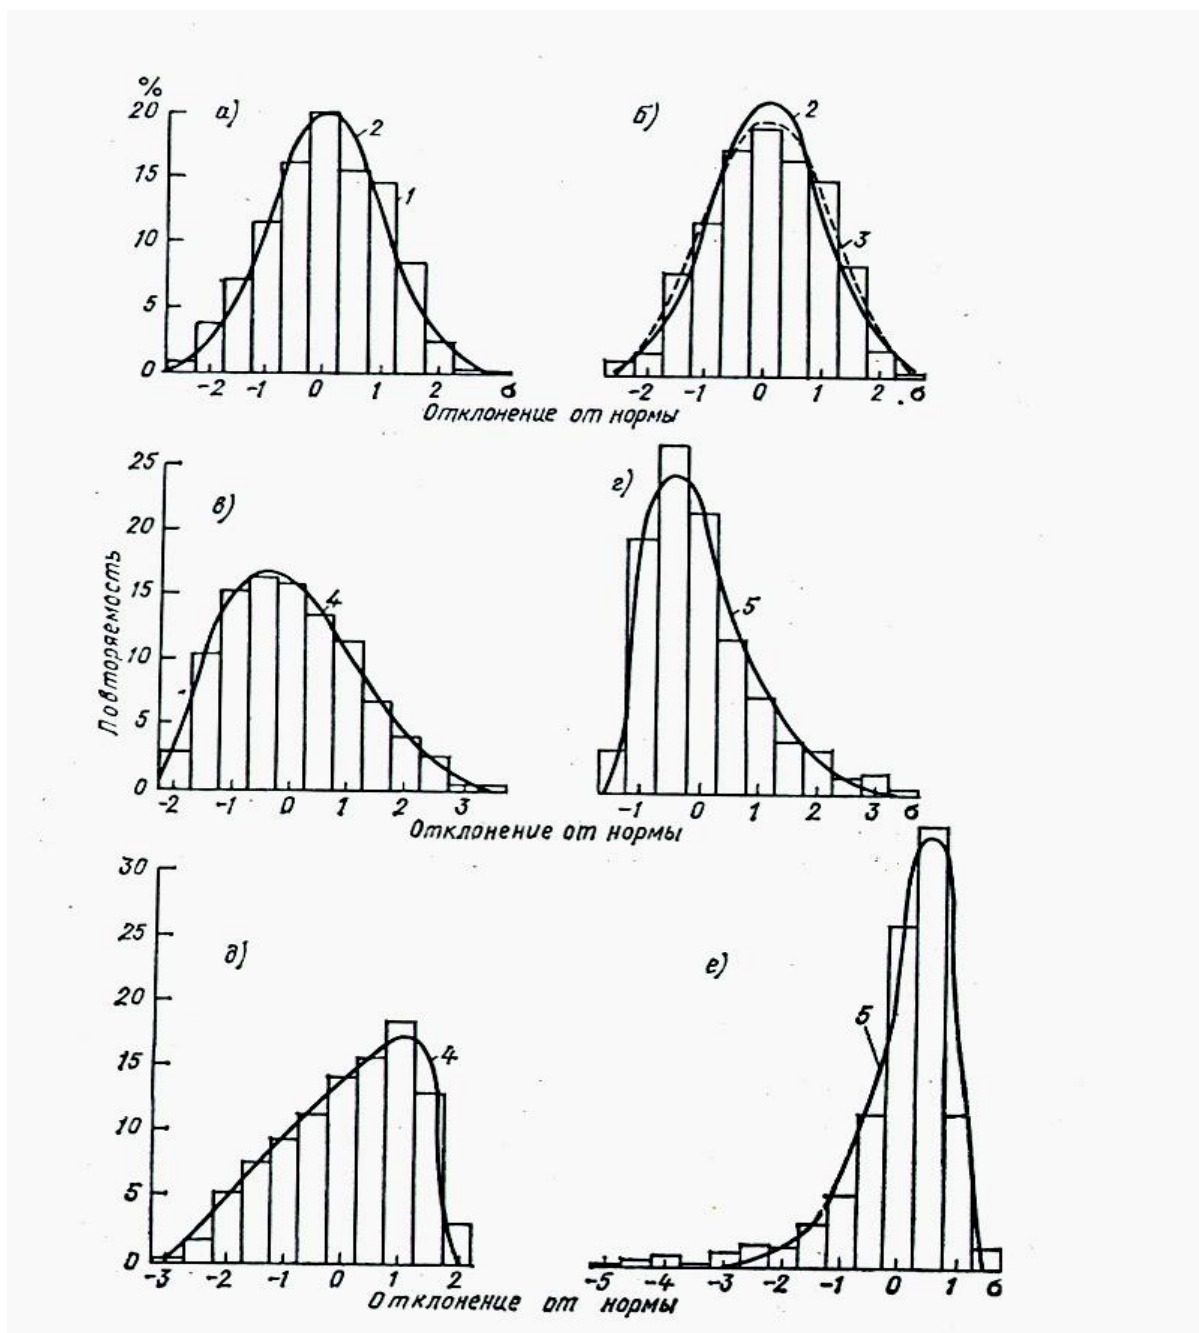 %
20 а) 2 б) 2
15 1
10 3
5
0 -2 -1 0 1 2 σ -2 -1 0 1 2 σ
Отклонение от нормы
25 в) г)
20
15 4 5
10
5
0
-2 -1 0 1 2 3 -1 0 1 2 3 σ
Повторяемость
Отклонение от нормы
30
25 д) е)
20
15 4 5
10
5
0
-3 -2 -1 0 1 2 -5 -4 -3 -2 -1 0 1 σ
Отклонение от нормы